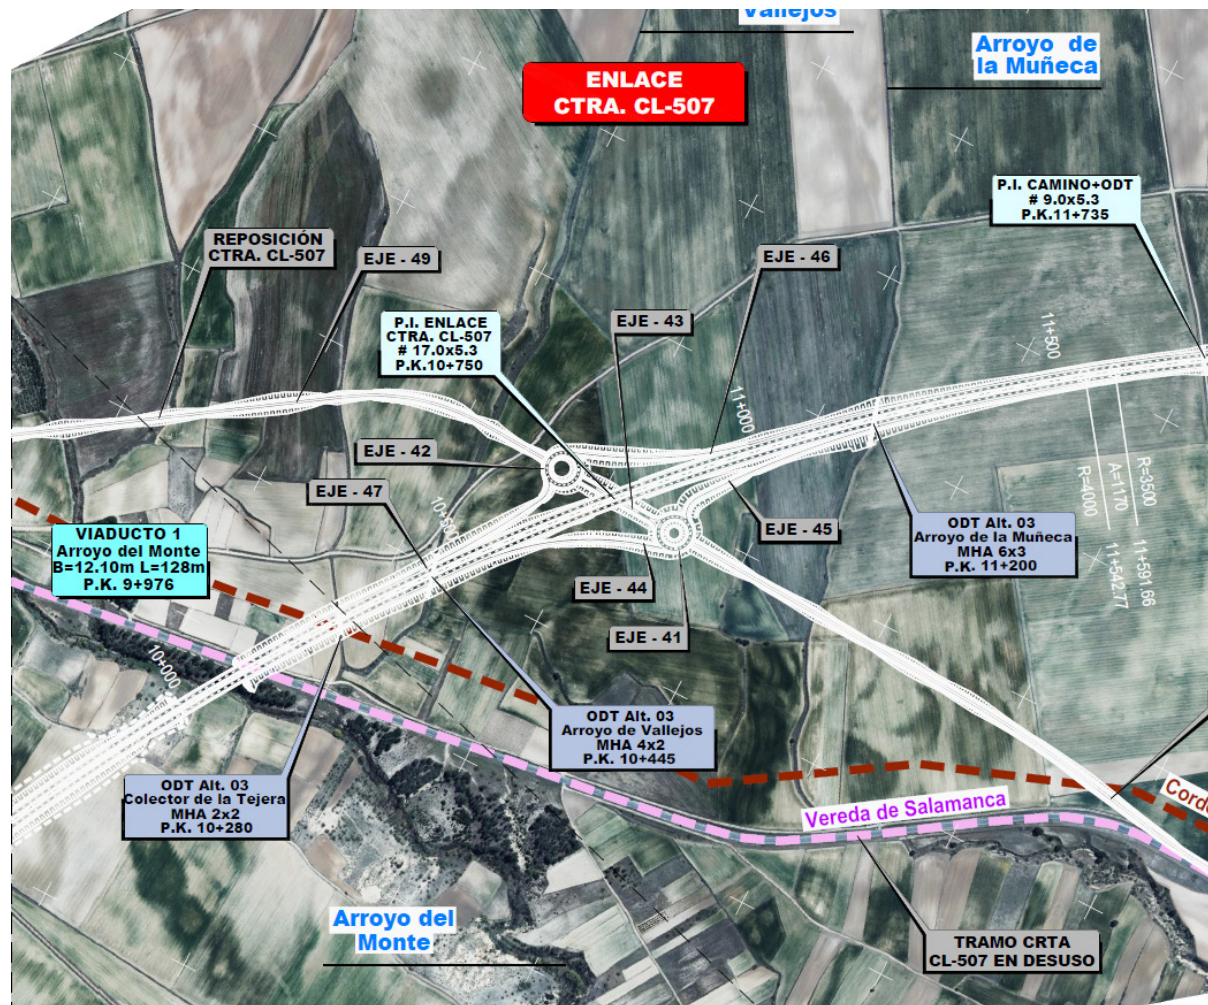 Vallejos
Arroyo de
la Muñeca
ENLACE
CTRA. CL-507
P.I. CAMINO+ODT
# 9.0x5.3
P.K.11+735
REPOSICIÓN
CTRA. CL-507
EJE - 49
EJE - 46
P.I. ENLACE
CTRA. CL-507
# 17.0x5.3
P.K.10+750
EJE - 43
11+500
11+000
EJE - 42
EJE - 47
10+500
R=4000
A=1170
R=3500
11+542.77
11+591.66
VIADUCTO 1
Arroyo del Monte
B=12.10m L=128m
P.K. 9+976
EJE - 45
ODT Alt. 03
Arroyo de la Muñeca
MHA 6x3
P.K. 11+200
EJE - 44
EJE - 41
10+000
ODT Alt. 03
Arroyo de Vallejos
MHA 4x2
P.K. 10+445
ODT Alt. 03
Colector de la Tejera
MHA 2x2
P.K. 10+280
Vereda de Salamanca
Corde
Arroyo del
Monte
TRAMO CRTA
CL-507 EN DESUSO